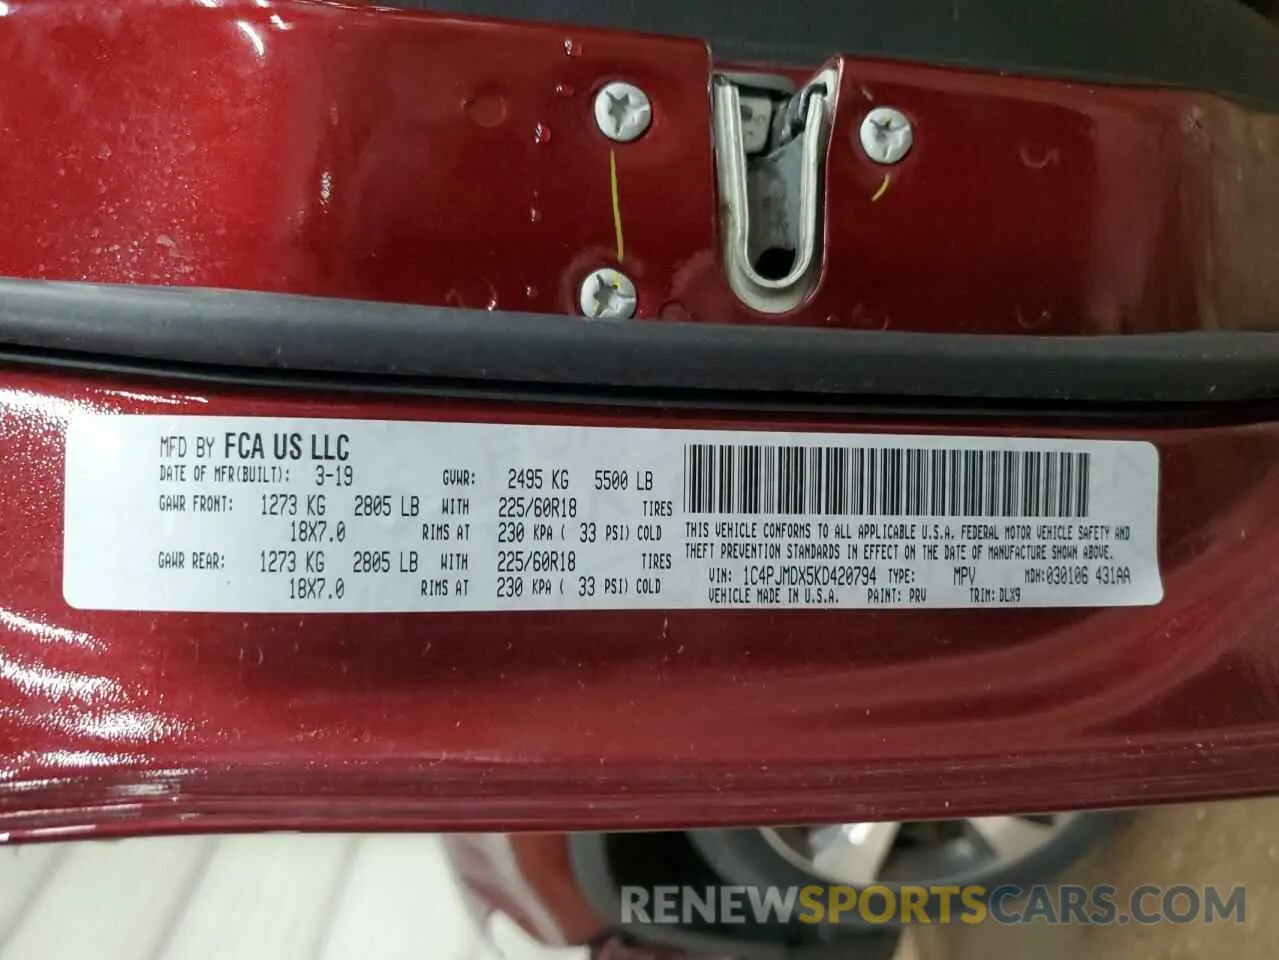 MFD BY FCA US LLC
DATE OF MFR(BUILT): 3-19 GVWR: 2495 KG 5500 LB
GAWR FRONT: 1273 KG 2805 LB WITH 225/60R18 TIRES
18X7.0 RIMS AT 230 KPA ( 33 PSI) COLD
GAWR REAR: 1273 KG 2805 LB WITH 225/60R18 TIRES
18X7.0 RIMS AT 230 KPA ( 33 PSI) COLD
THIS VEHICLE CONFORMS TO ALL APPLICABLE U.S.A. FEDERAL MOTOR VEHICLE SAFETY AND
THEFT PREVENTION STANDARDS IN EFFECT ON THE DATE OF MANUFACTURE SHOWN ABOVE.
VIN: 1C4PJMDX5KD420794 TYPE: MPV MDH:030106 431AA
VEHICLE MADE IN U.S.A. PAINT: PRV TRIM: DLX9
RENEWSPORTSCARS.COM